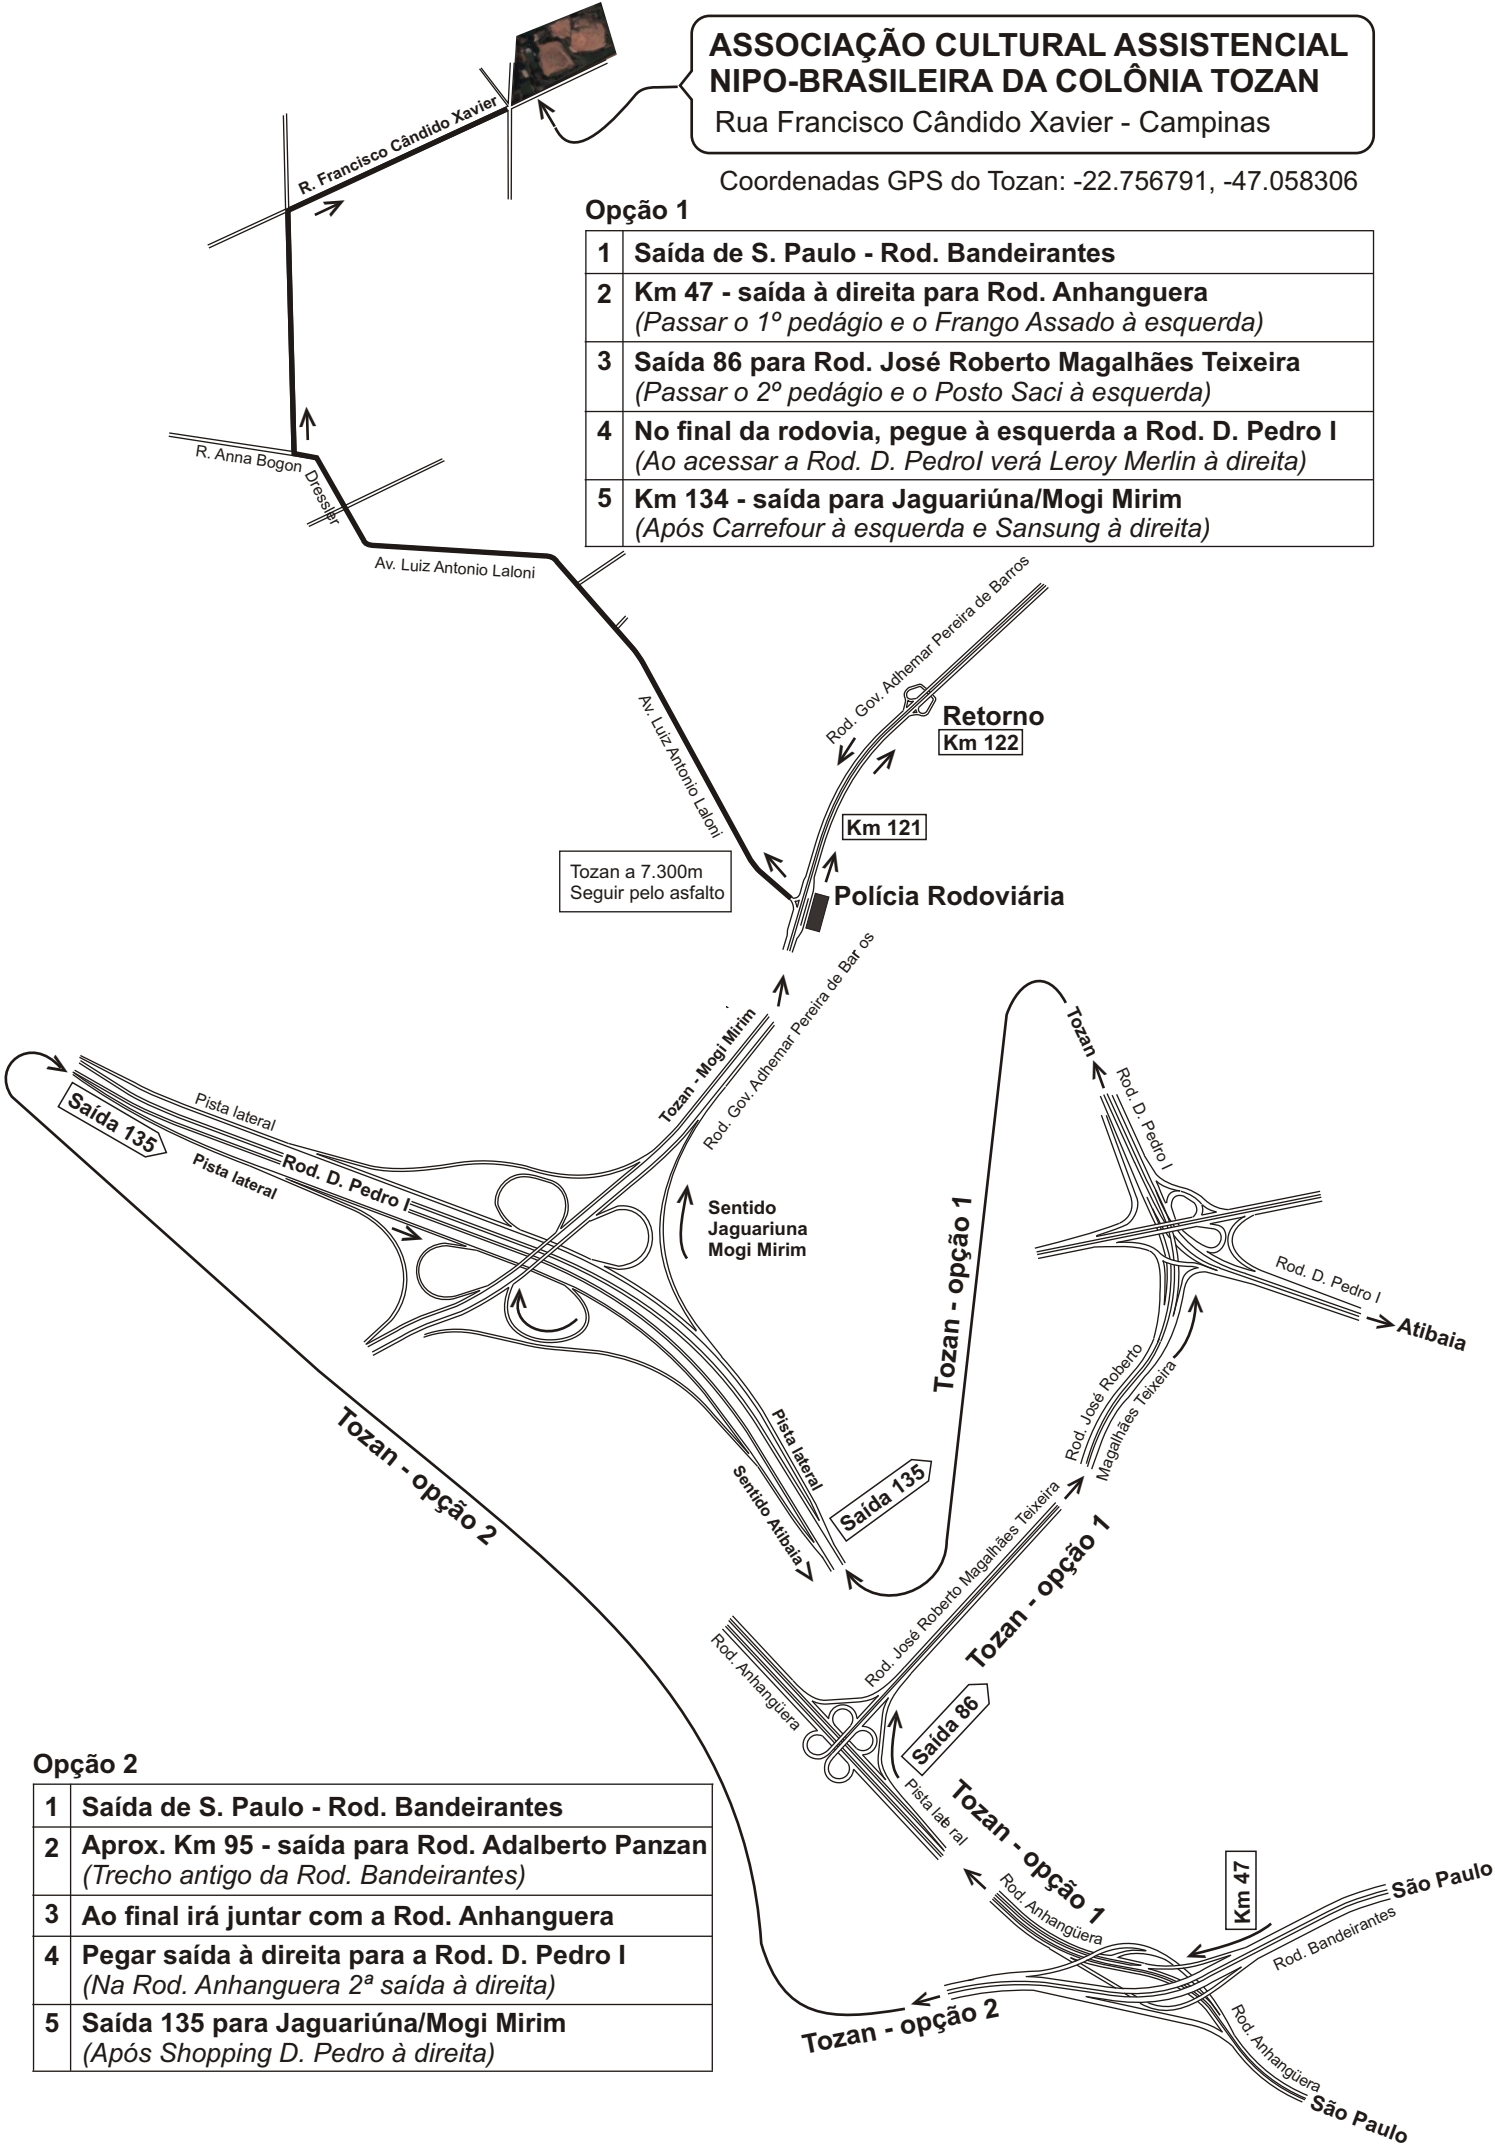 ASSOCIAÇÃO CULTURAL ASSISTENCIAL
NIPO-BRASILEIRA DA COLÔNIA TOZAN
Rua Francisco Cândido Xavier - Campinas
Coordenadas GPS do Tozan: -22.756791, -47.058306
R. Francisco Cândido Xavier
Opção 1
1 Saída de S. Paulo - Rod. Bandeirantes
2 Km 47 - saída à direita para Rod. Anhanguera
(Passar o 1º pedágio e o Frango Assado à esquerda)
3 Saída 86 para Rod. José Roberto Magalhães Teixeira
(Passar o 2º pedágio e o Posto Saci à esquerda)
4 No final da rodovia, pegue à esquerda a Rod. D. Pedro I
(Ao acessar a Rod. D. PedroI verá Leroy Merlin à direita)
5 Km 134 - saída para Jaguariúna/Mogi Mirim
(Após Carrefour à esquerda e Sansung à direita)
R. Anna Bogon
Dressler
Av. Luiz Antonio Laloni
Av. Luiz Antonio Laloni
Rod. Gov. Adhemar Pereira de Barros
Retorno
Km 122
Km 121
Tozan a 7.300m
Seguir pelo asfalto
Polícia Rodoviária
Tozan - Mogi Mirim
Rod. Gov. Adhemar Pereira de Bar os
Tozan
Rod. D. Pedro I
Saída 135
Pista lateral
Pista lateral
Rod. D. Pedro I
Sentido
Jaguariuna
Mogi Mirim
Tozan - opção 1
Rod. D. Pedro I
Atibaia
Rod. José Roberto
Magalhães Teixeira
Tozan - opção 2
Pista lateral
Sentido Atibaia
Saída 135
Rod. José Roberto Magalhães Teixeira
Tozan - opção 1
Rod. Anhangüera
Saída 86
Pista late ral
Tozan - opção 1
Rod. Anhangüera
Km 47
São Paulo
Rod. Bandeirantes
Tozan - opção 2
Rod. Anhangüera
São Paulo
Opção 2
1 Saída de S. Paulo - Rod. Bandeirantes
2 Aprox. Km 95 - saída para Rod. Adalberto Panzan
(Trecho antigo da Rod. Bandeirantes)
3 Ao final irá juntar com a Rod. Anhanguera
4 Pegar saída à direita para a Rod. D. Pedro I
(Na Rod. Anhanguera 2ª saída à direita)
5 Saída 135 para Jaguariúna/Mogi Mirim
(Após Shopping D. Pedro à direita)